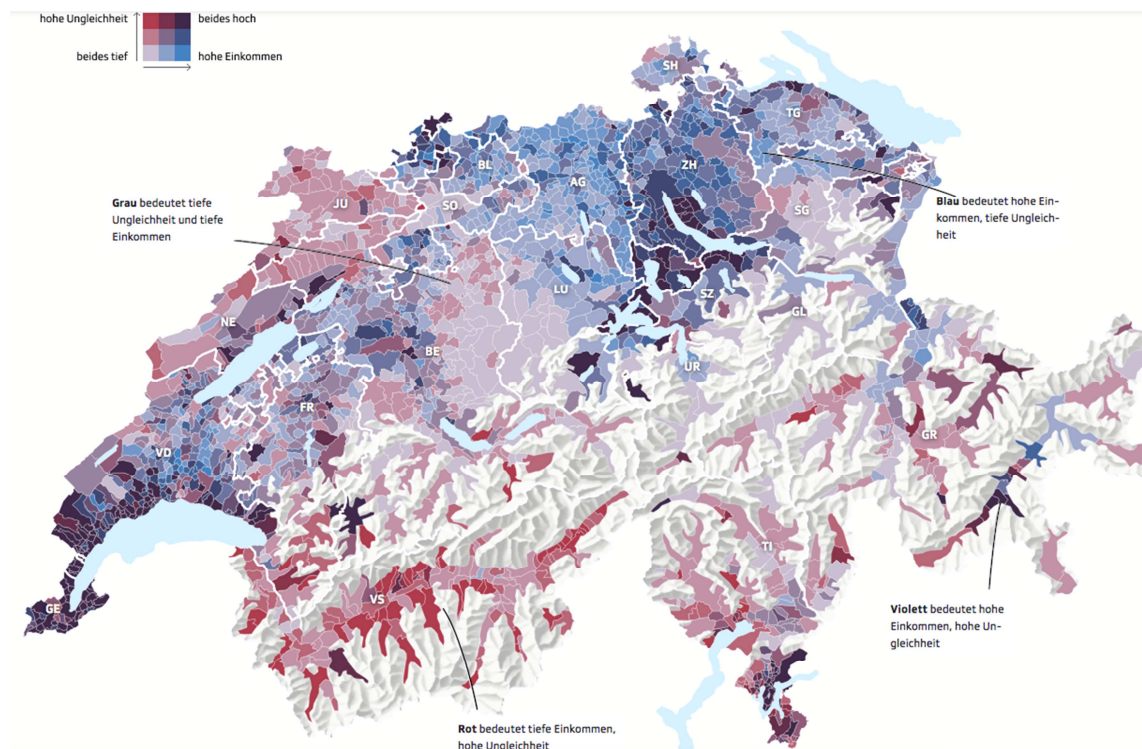 hohe Ungleichheit
beides hoch
beides tief
hohe Einkommen
SH
TG
BL
ZH
AG
JU
SO
SG
Grau bedeutet tiefe
Ungleichheit und tiefe
Einkommen
Blau bedeutet hohe Ein-
kommen, tiefe Ungleich-
heit
LU
SZ
NE
GL
BE
UR
FR
GR
VD
TI
VS
GE
Violett bedeutet hohe
Einkommen, hohe Un-
gleichheit
Rot bedeutet tiefe Einkommen,
hohe Ungleichheit